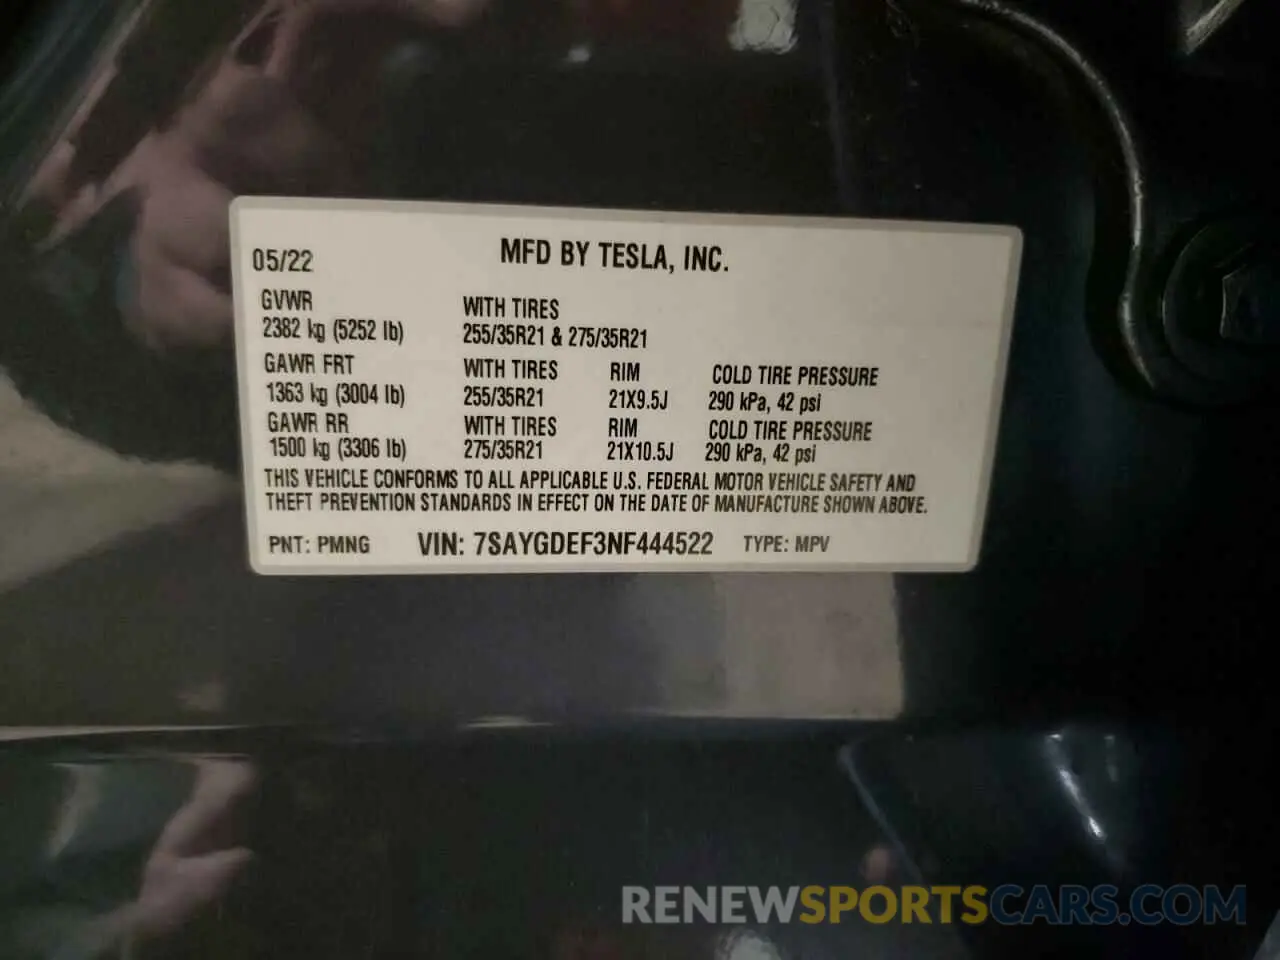 05/22 MFD BY TESLA, INC.
GVWR WITH TIRES
2382 kg (5252 lb) 255/35R21 & 275/35R21
GAWR FRT WITH TIRES RIM COLD TIRE PRESSURE
1363 kg (3004 lb) 255/35R21 21X9.5J 290 kPa, 42 psi
GAWR RR WITH TIRES RIM COLD TIRE PRESSURE
1500 kg (3306 lb) 275/35R21 21X10.5J 290 kPa, 42 psi
THIS VEHICLE CONFORMS TO ALL APPLICABLE U.S. FEDERAL MOTOR VEHICLE SAFETY AND
THEFT PREVENTION STANDARDS IN EFFECT ON THE DATE OF MANUFACTURE SHOWN ABOVE.
PNT: PMNG VIN: 7SAYGDEF3NF444522 TYPE: MPV
RENEWSPORTSCARS.COM